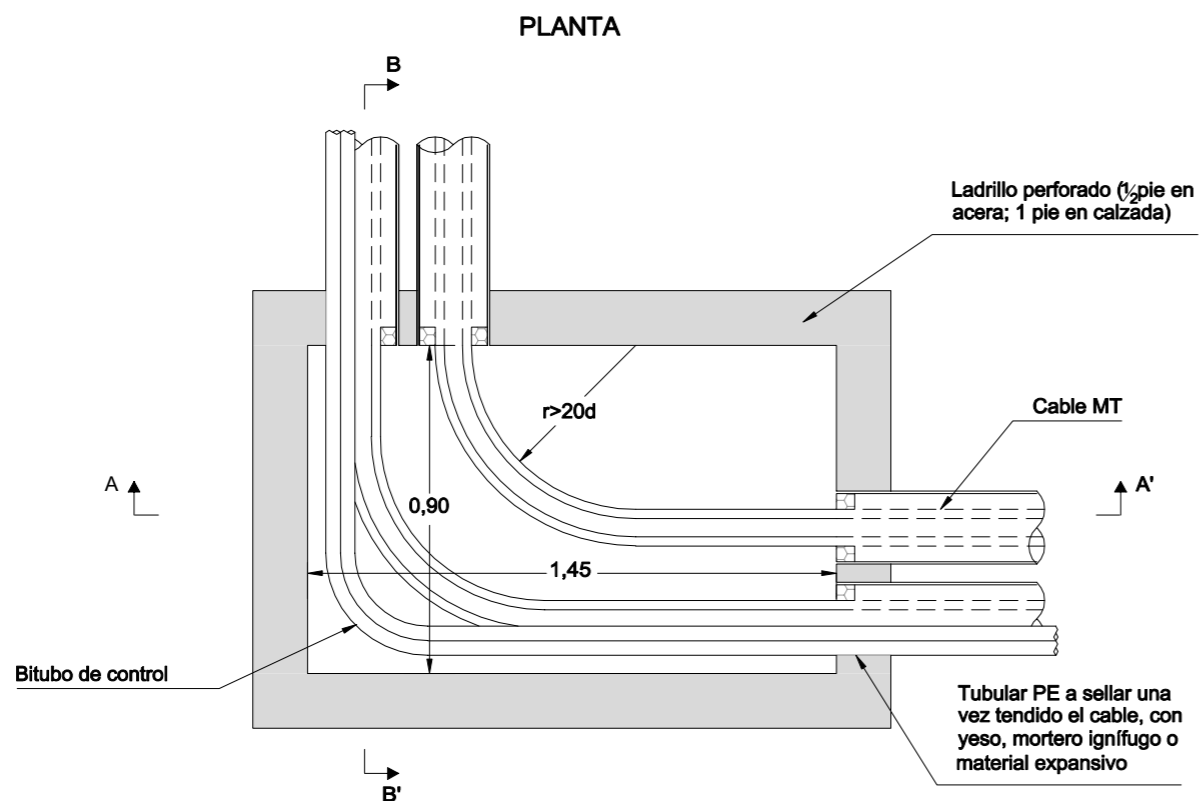 PLANTA
B
Ladrillo perforado (½pie en
acera; 1 pie en calzada)
r>20d
Cable MT
A
A'
0,90
1,45
Bitubo de control
Tubular PE a sellar una
vez tendido el cable, con
yeso, mortero ignífugo o
material expansivo
B'